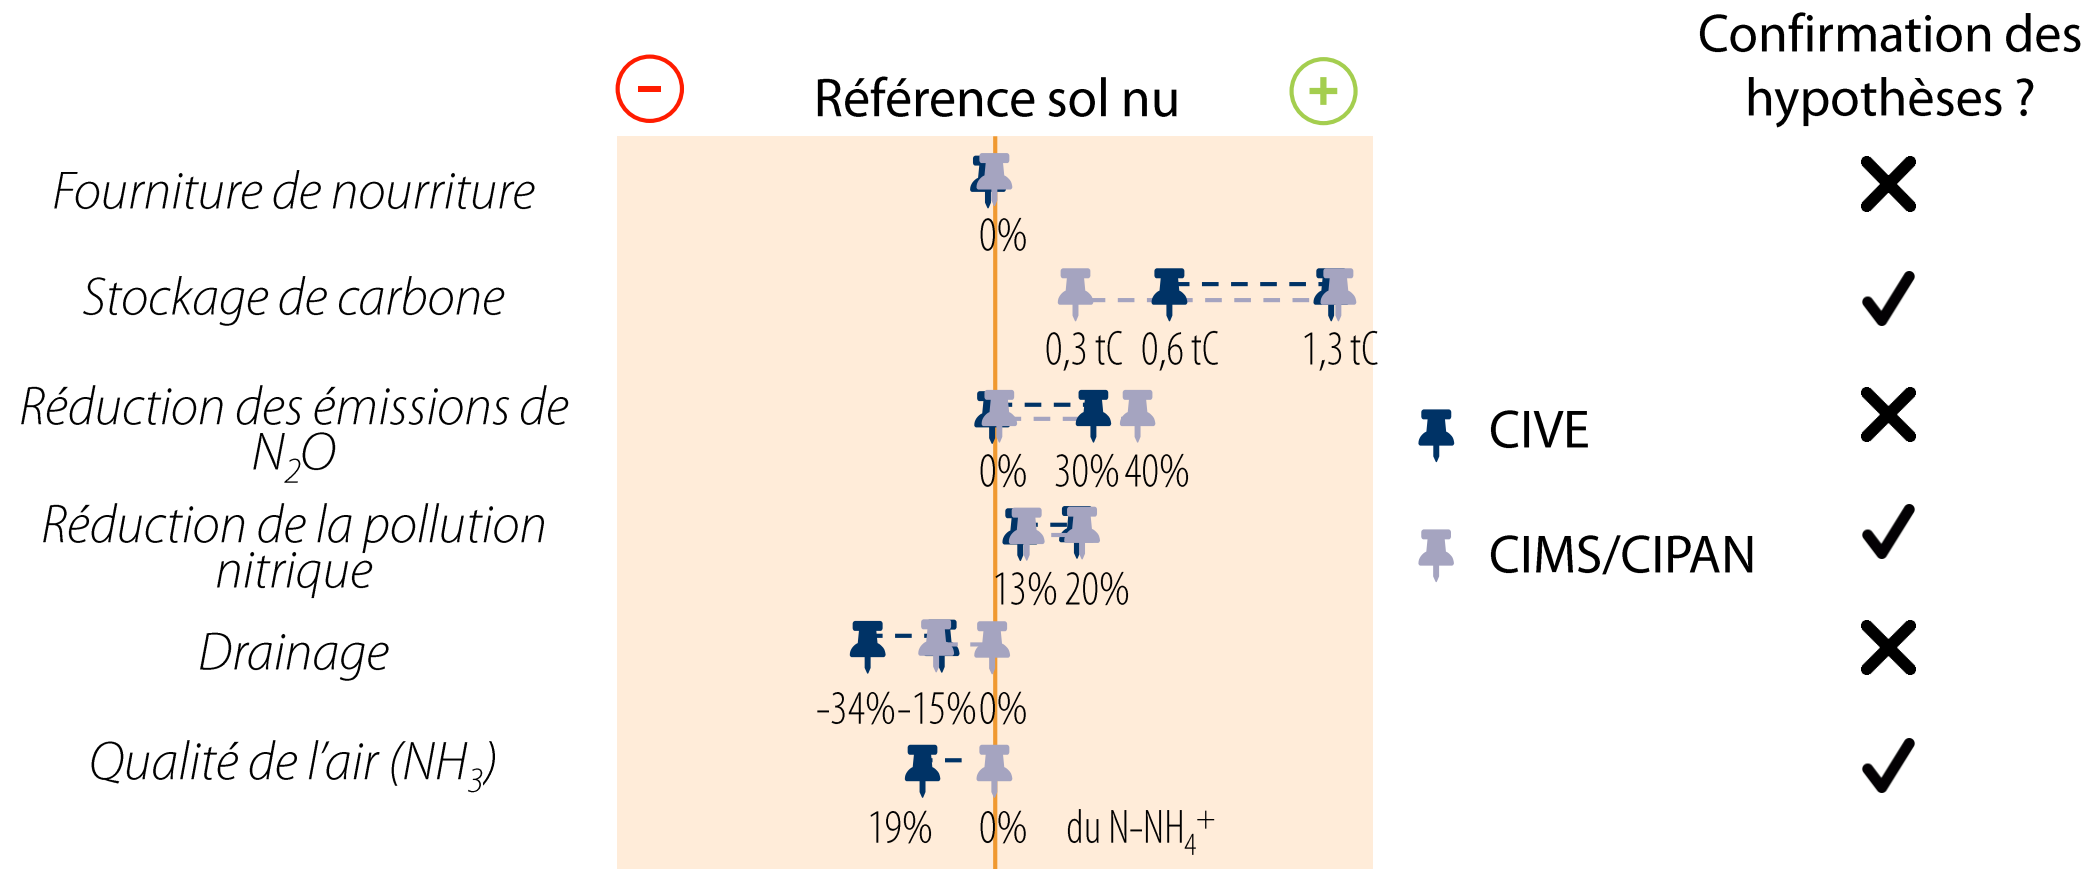 Confirmation des
hypothèses ?
− Référence sol nu +
Fourniture de nourriture
0%
Stockage de carbone
0,3 tC 0,6 tC 1,3 tC
Réduction des émissions de
N₂O
0% 30% 40%
CIVE
Réduction de la pollution
nitrique
13% 20%
CIMS/CIPAN
Drainage
-34% -15% 0%
Qualité de l’air (NH₃)
19% 0% du N-NH₄⁺